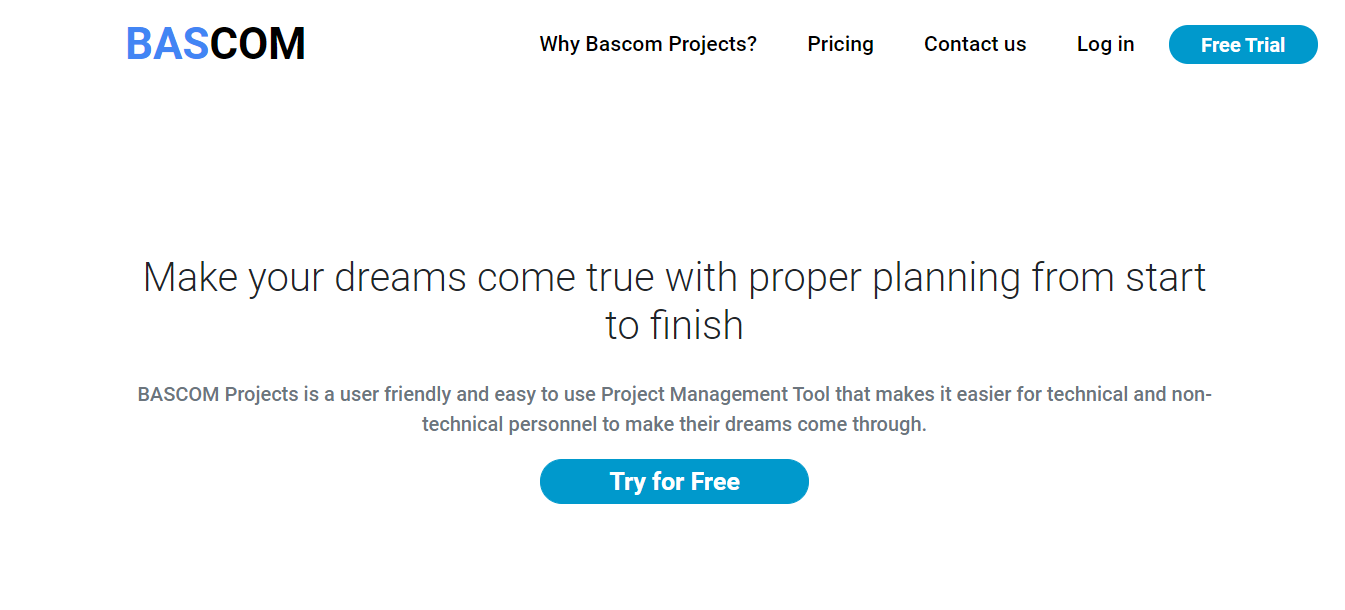 BASCOM
Why Bascom Projects?
Pricing
Contact us
Log in
Free Trial
Make your dreams come true with proper planning from start
to finish
BASCOM Projects is a user friendly and easy to use Project Management Tool that makes it easier for technical and non-
technical personnel to make their dreams come through.
Try for Free